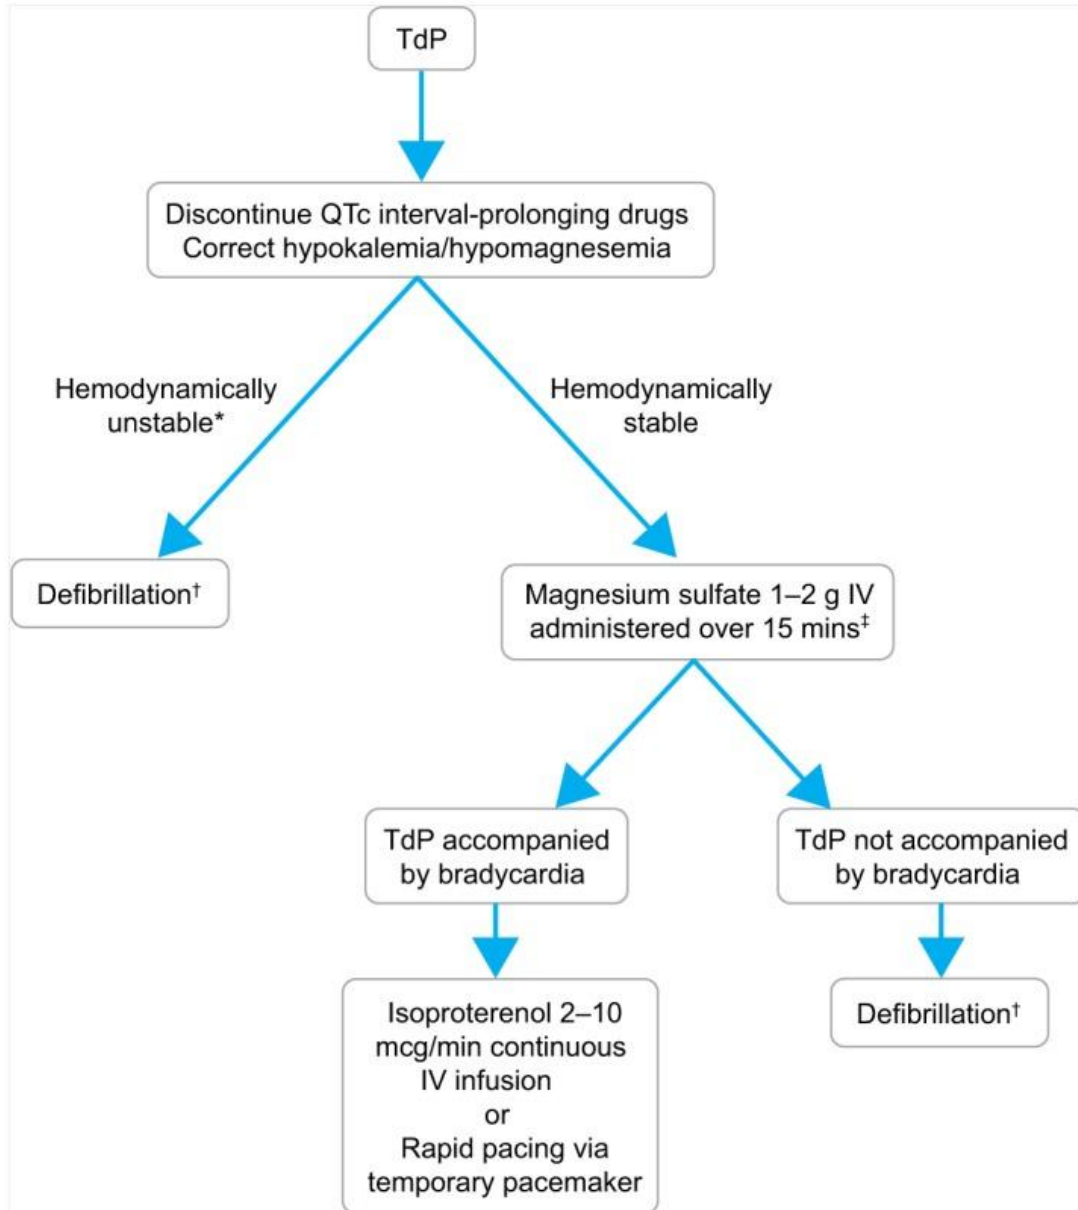 TdP
Discontinue QTc interval-prolonging drugs
Correct hypokalemia/hypomagnesemia
Hemodynamically
unstable*
Hemodynamically
stable
Defibrillation†
Magnesium sulfate 1–2 g IV
administered over 15 mins‡
TdP accompanied
by bradycardia
TdP not accompanied
by bradycardia
Isoproterenol 2–10
mcg/min continuous
IV infusion
or
Rapid pacing via
temporary pacemaker
Defibrillation†